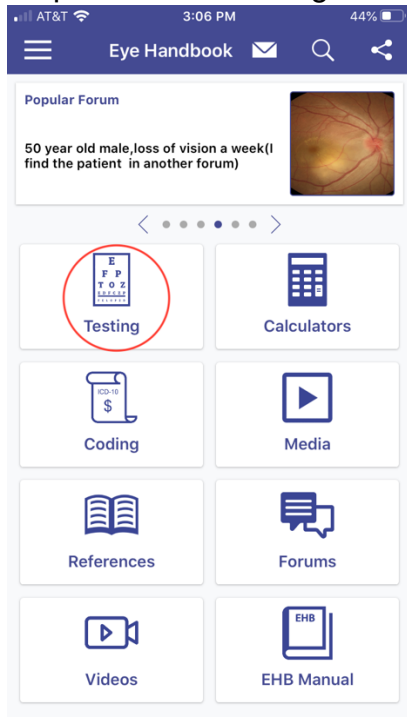 AT&T 3:06 PM 44%
Eye Handbook
Popular Forum
50 year old male,loss of vision a week(I
find the patient in another forum)
E
F P
T O Z
Testing
Calculators
ICD-10
$
Coding
Media
References
Forums
EHB
Videos
EHB Manual